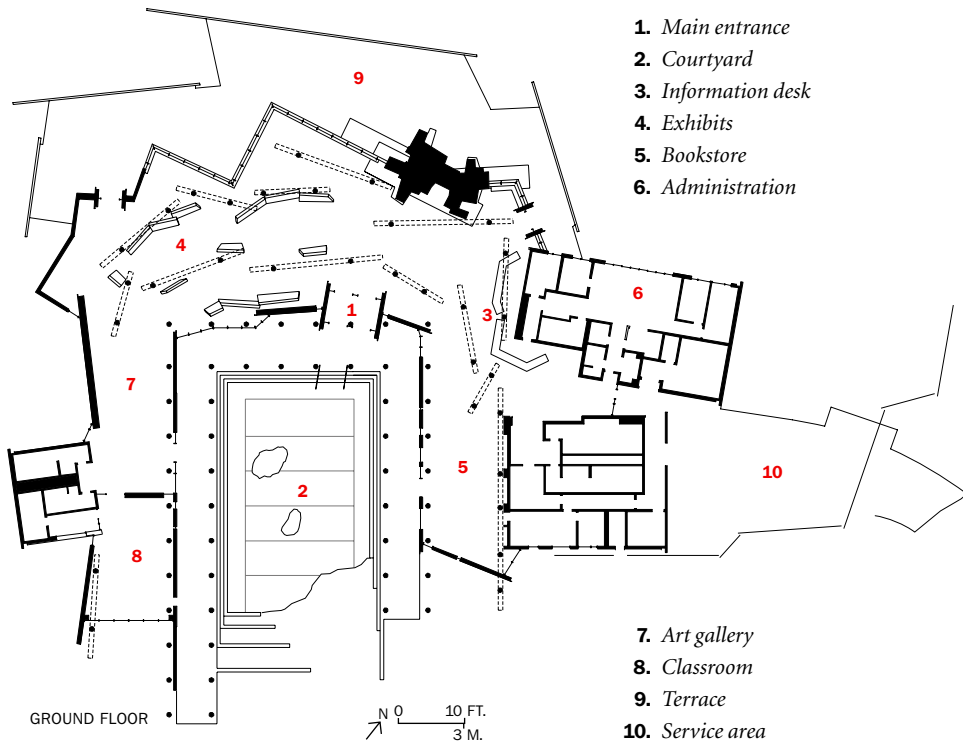 1. Main entrance
2. Courtyard
3. Information desk
4. Exhibits
5. Bookstore
6. Administration
9
4
6
1
3
7
5
10
2
8
7. Art gallery
8. Classroom
9. Terrace
10. Service area
GROUND FLOOR
N 0 10 FT.
3 M.